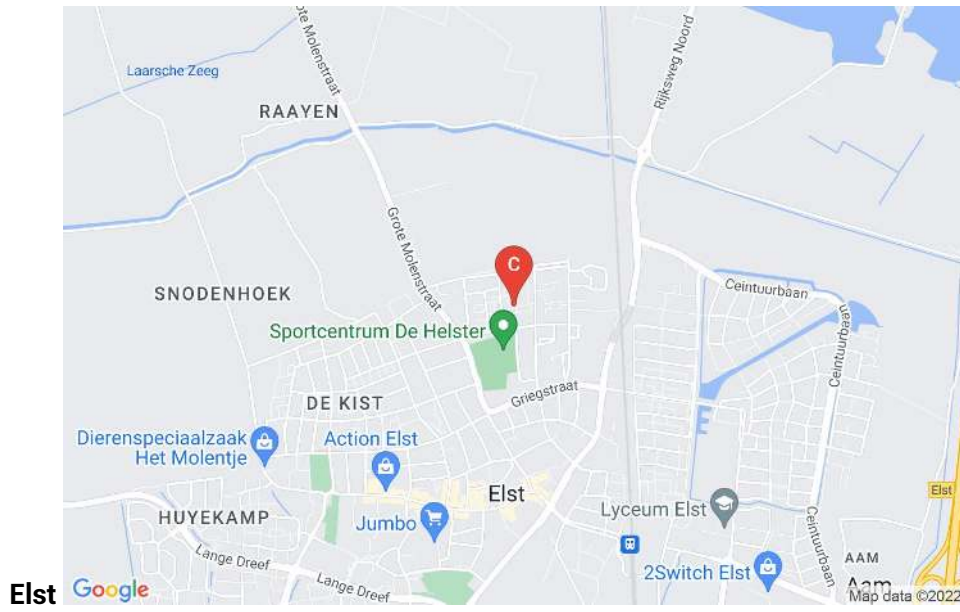 Laarsche Zeeg
Grote Molenstraat
RAAYEN
Rijksweg Noord
Grote Molenstraat
C
SNODENHOEK
Ceintuurbaan
Sportcentrum De Helster
Ceintuurbaan
Griegstraat
DE KIST
Dierenspeciaalzaak
Het Molentje
Action Elst
Elst
Elst
Lyceum Elst
HUYEKAMP
Jumbo
Ceintuurbaan
Lange Dreef
AAM
2Switch Elst
Lange Dreef
Aam
Elst
Google
Map data ©2022